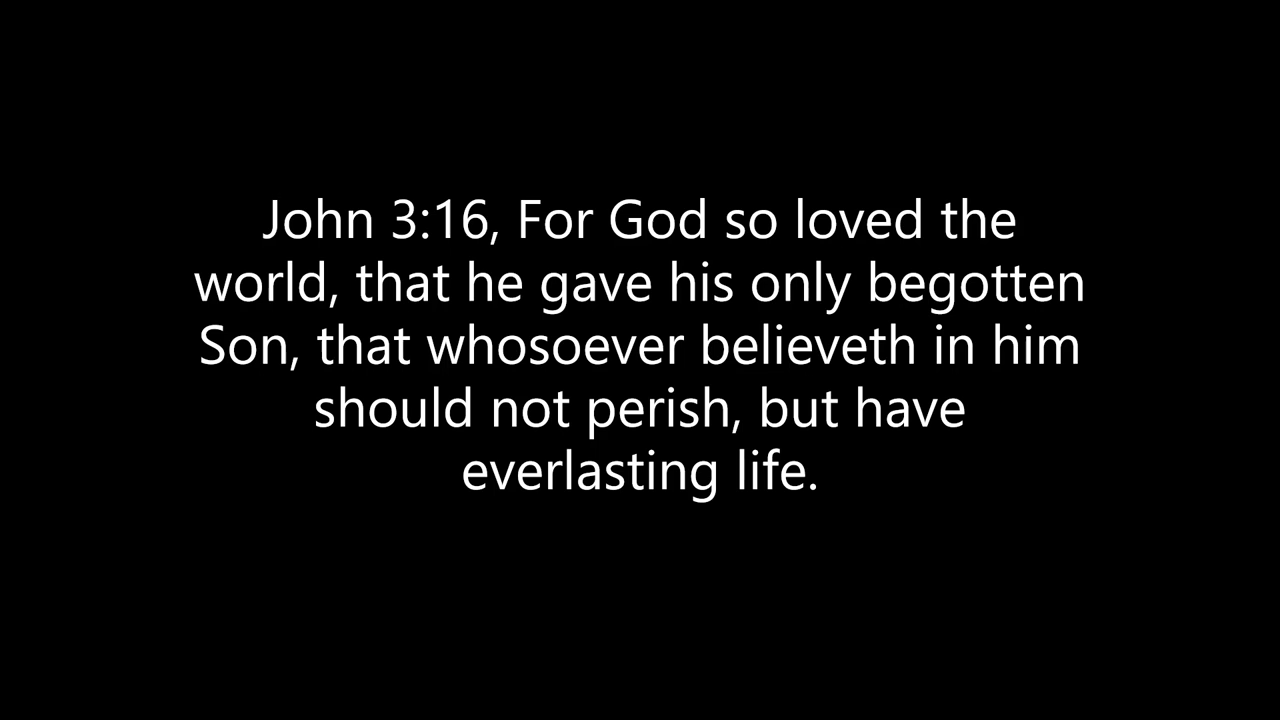 John 3:16, For God so loved the
world, that he gave his only begotten
Son, that whosoever believeth in him
should not perish, but have
everlasting life.